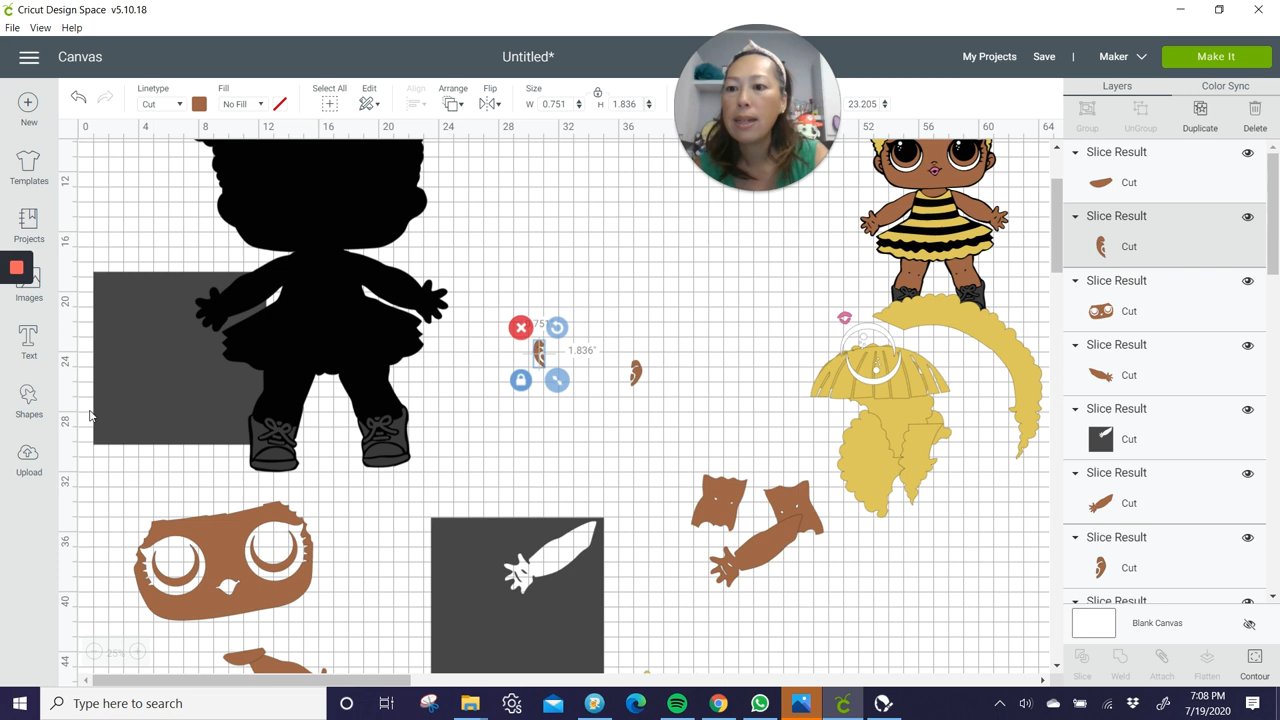 Cricut Design Space v5.10.18
File View Help
Canvas
Untitled*
My Projects Save | Maker Make It
Linetype Fill Select All Align Arrange Flip Size
Edit
Cut No Fill W 0.751 H 1.836 23.205
Layers Color Sync
Group UnGroup Duplicate Delete
0 4 8 12 16 20 24 28 32 36 52 56 60 64
12
16
20
24
28
32
36
40
44
New
Templates
Projects
Images
Text
Shapes
Upload
1.836"
25%
Slice Result
Cut
Slice Result
Cut
Slice Result
Cut
Slice Result
Cut
Slice Result
Cut
Slice Result
Cut
Slice Result
Cut
Slice Result
Blank Canvas
Slice Weld Attach Flatten Contour
Type here to search
7:08 PM
7/19/2020